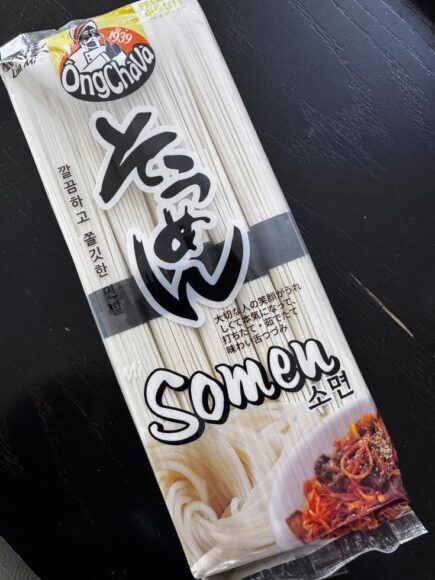 1939
OngChàVà
そうめん
깔끔하고 쫄깃한 면발
大切な人の笑顔がうれ
しくて元気になって、
打ちたて・茹でたて
味わい舌つづみ
Somen
소면